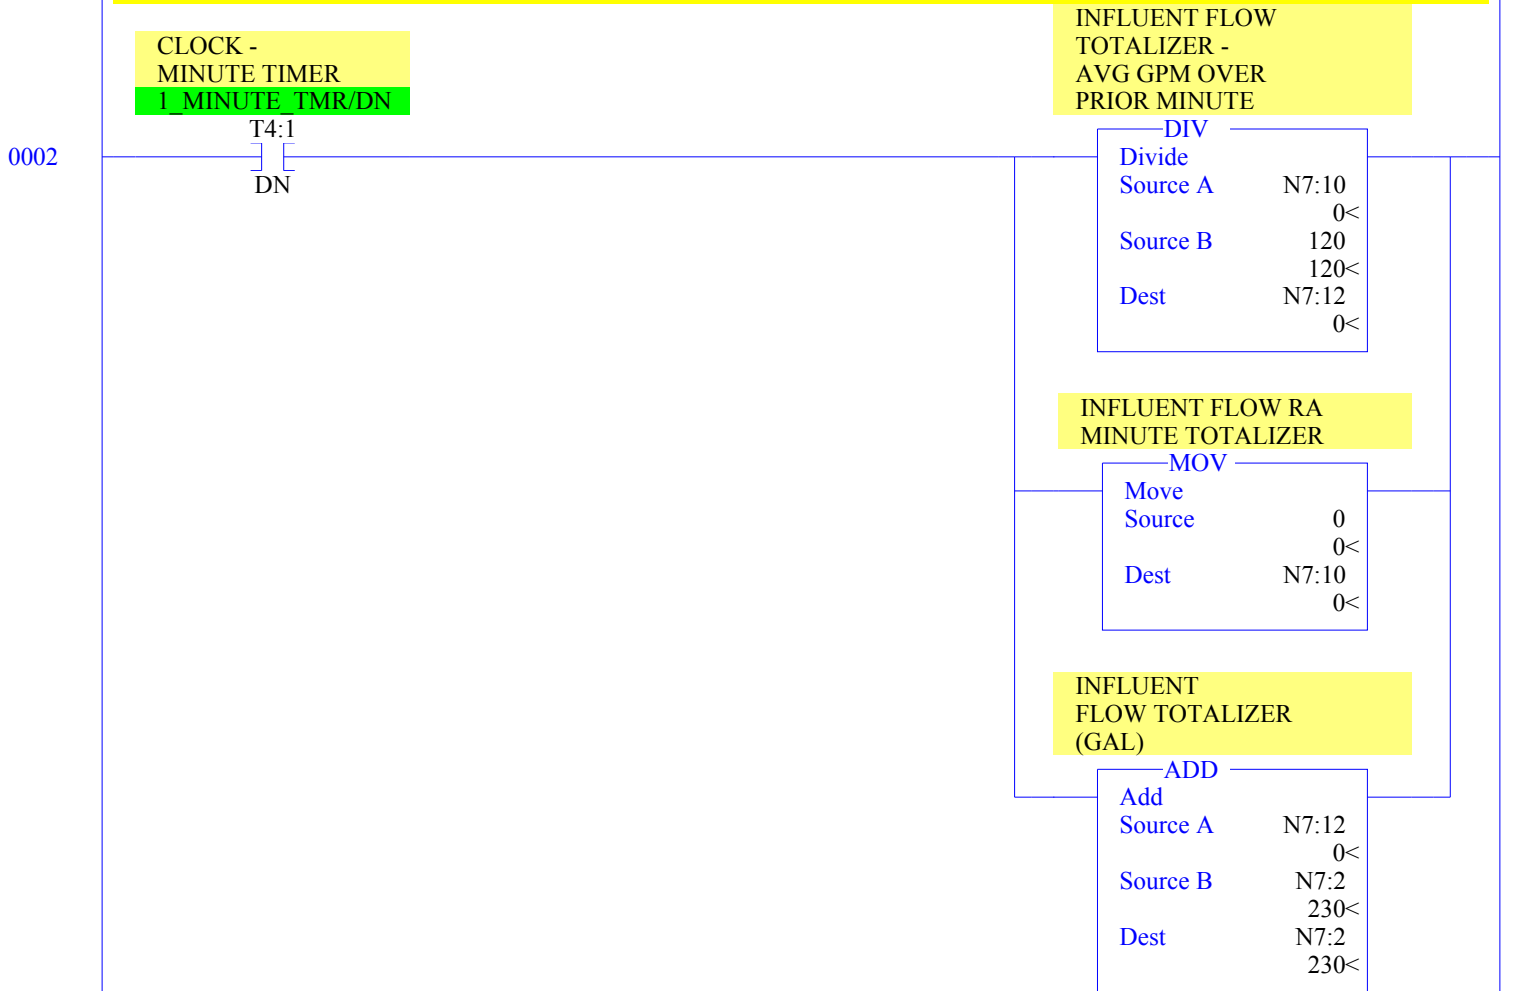 INFLUENT FLOW
TOTALIZER -
AVG GPM OVER
PRIOR MINUTE
CLOCK -
MINUTE TIMER
1_MINUTE_TMR/DN
T4:1
DN
0002
DIV
Divide
Source A N7:10
0<
Source B 120
120<
Dest N7:12
0<
INFLUENT FLOW RA
MINUTE TOTALIZER
MOV
Move
Source 0
0<
Dest N7:10
0<
INFLUENT
FLOW TOTALIZER
(GAL)
ADD
Add
Source A N7:12
0<
Source B N7:2
230<
Dest N7:2
230<